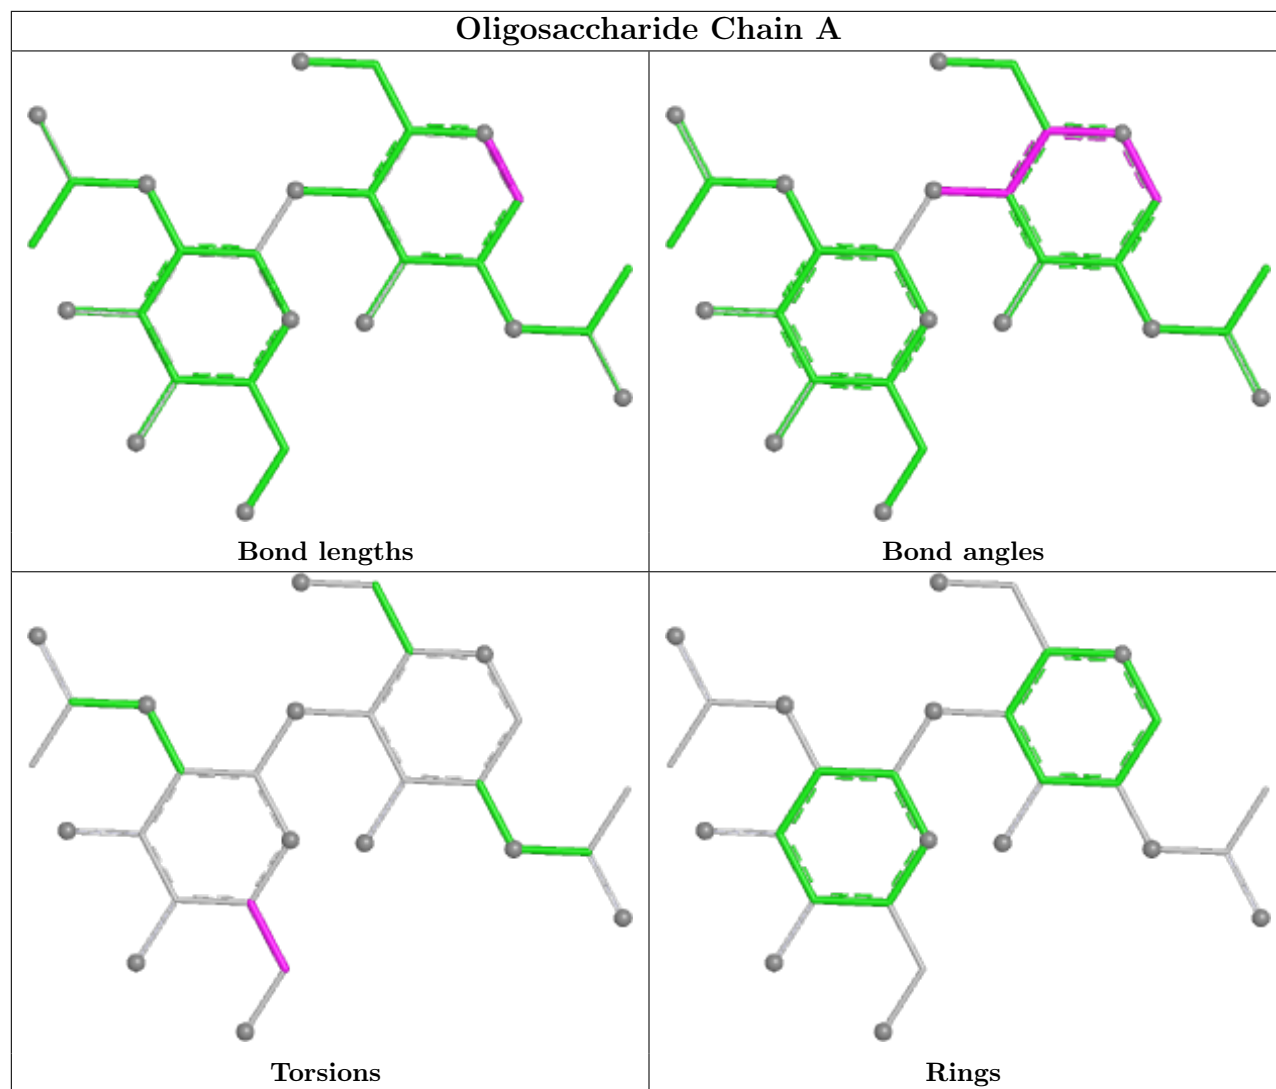 Oligosaccharide Chain A
Bond lengths
Bond angles
Torsions
Rings